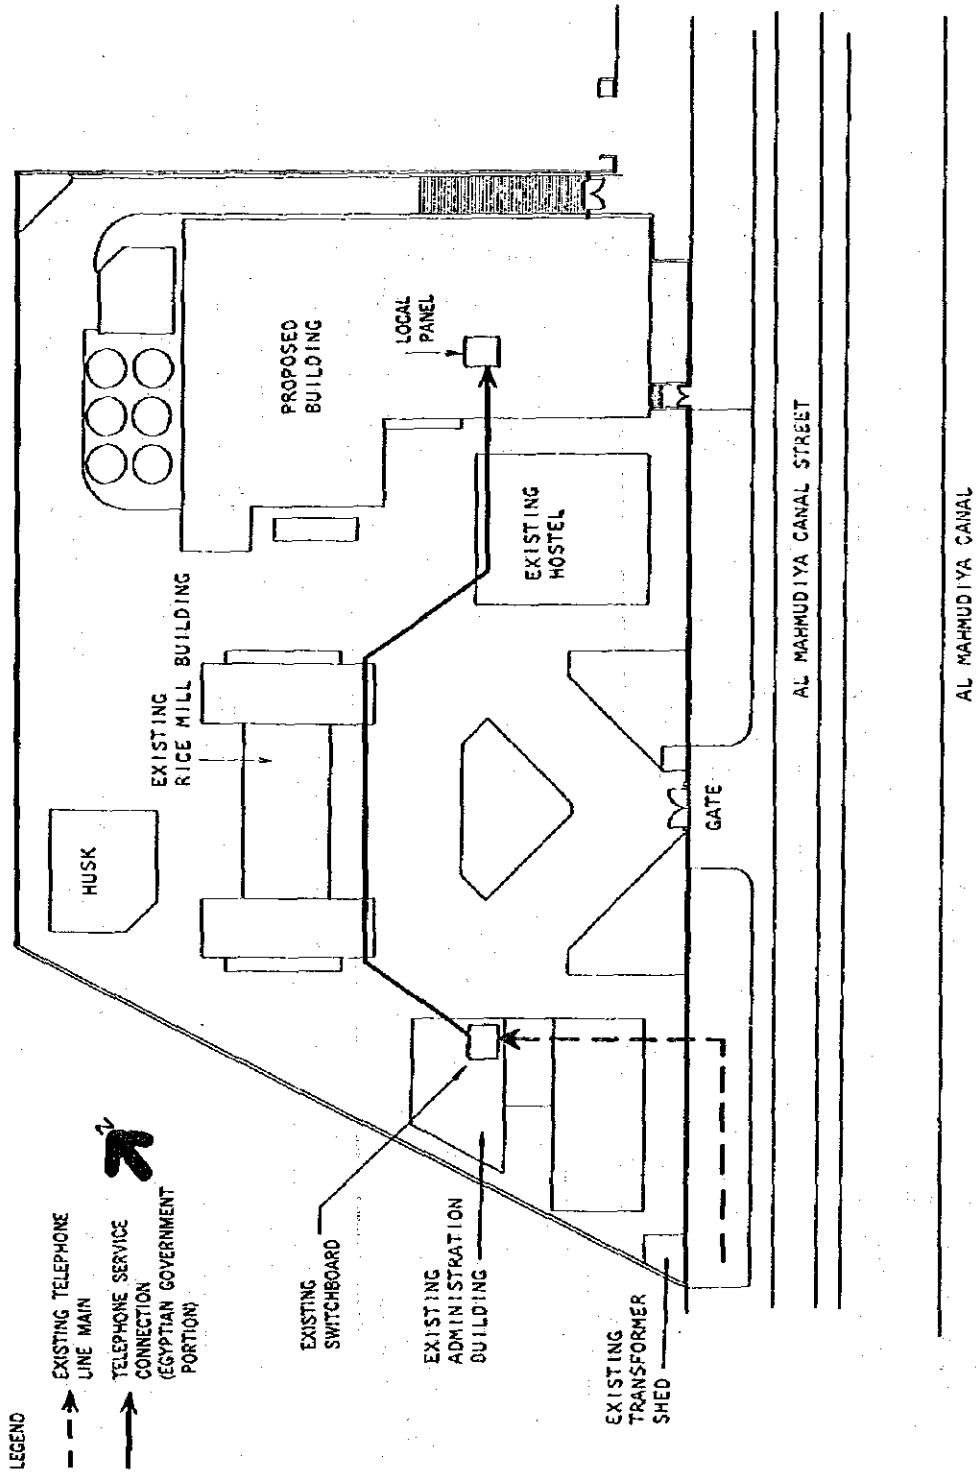 LEGEND
EXISTING TELEPHONE
LINE MAIN
TELEPHONE SERVICE
CONNECTION
(EGYPTIAN GOVERNMENT
PORTION)
N
EXISTING
SWITCHBOARD
EXISTING
ADMINISTRATION
BUILDING
EXISTING
TRANSFORMER
SHED
HUSK
EXISTING
RICE MILL BUILDING
GATE
EXISTING
HOSTEL
PROPOSED
BUILDING
LOCAL
PANEL
AL MAHMUDIYA CANAL STREET
AL MAHMUDIYA CANAL